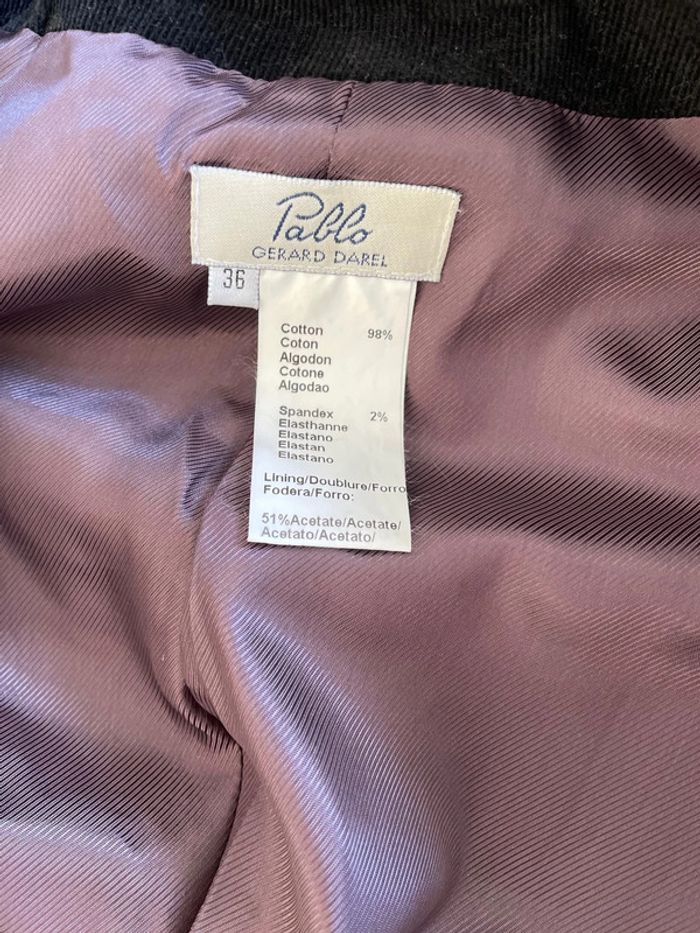 Pablo
GERARD DAREL
36
Cotton 98%
Coton
Algodon
Cotone
Algodao
Spandex 2%
Elasthanne
Elastano
Elastan
Elastano
Lining/Doublure/Forro
Fodera/Forro:
51%Acetate/Acetate/
Acetato/Acetato/